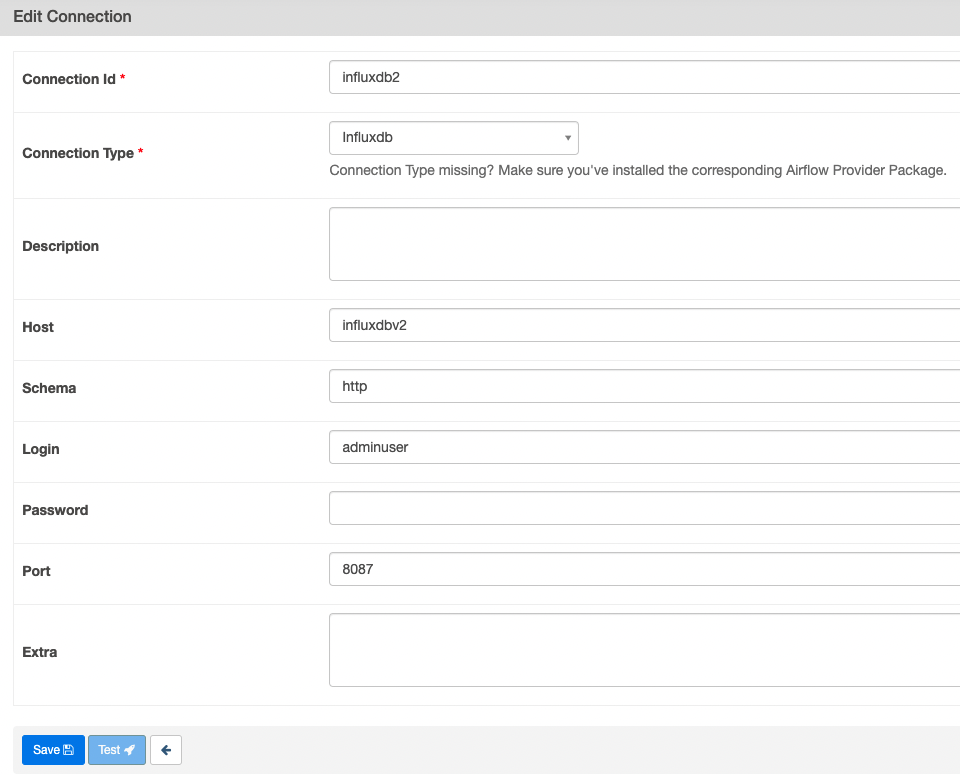 Edit Connection
Connection Id *
influxdb2
Connection Type *
Influxdb
Connection Type missing? Make sure you've installed the corresponding Airflow Provider Package.
Description
Host
influxdbv2
Schema
http
Login
adminuser
Password
Port
8087
Extra
Save
Test